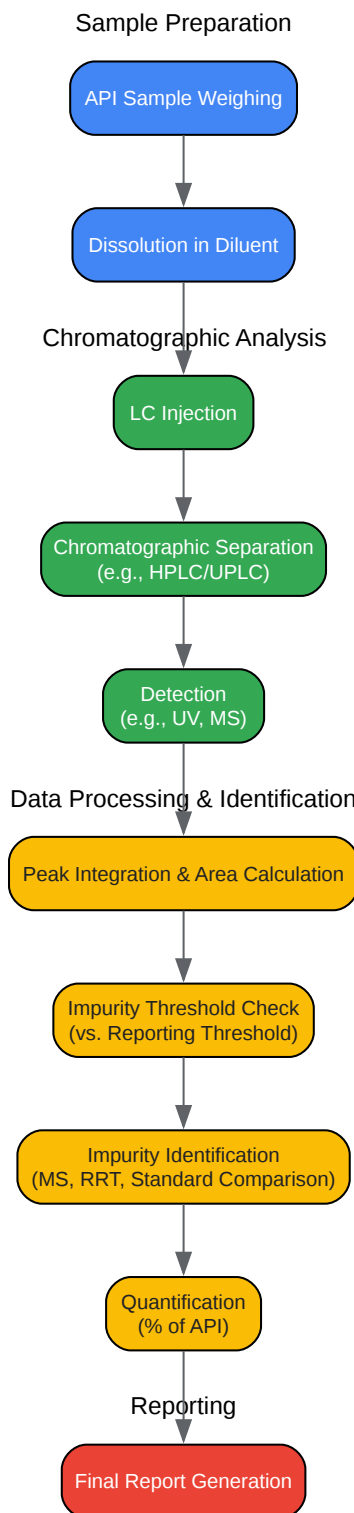 Sample Preparation
API Sample Weighing
Dissolution in Diluent
Chromatographic Analysis
LC Injection
Chromatographic Separation
(e.g., HPLC/UPLC)
Detection
(e.g., UV, MS)
Data Processing & Identification
Peak Integration & Area Calculation
Impurity Threshold Check
(vs. Reporting Threshold)
Impurity Identification
(MS, RRT, Standard Comparison)
Quantification
(% of API)
Reporting
Final Report Generation